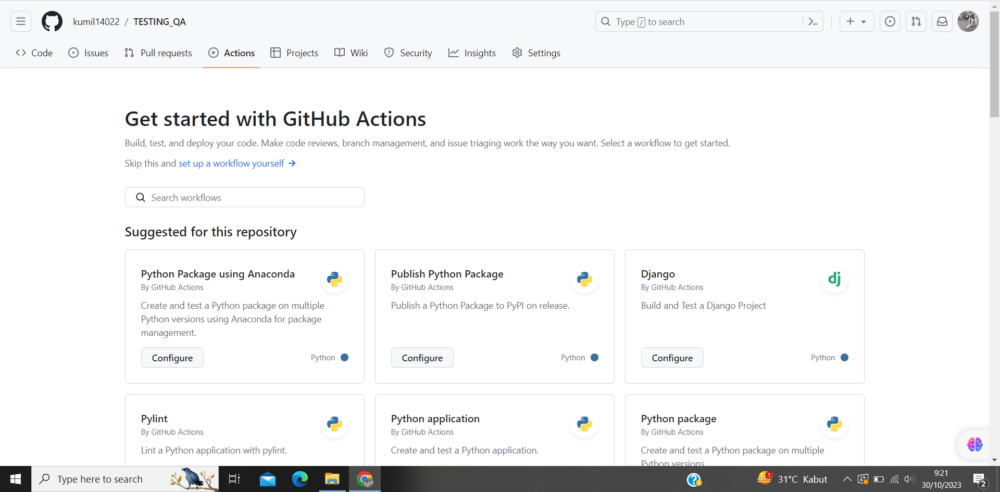 kumil14022 / TESTING_QA
Type / to search
Code Issues Pull requests Actions Projects Wiki Security Insights Settings
Get started with GitHub Actions
Build, test, and deploy your code. Make code reviews, branch management, and issue triaging work the way you want. Select a workflow to get started.
Skip this and set up a workflow yourself →
Search workflows
Suggested for this repository
Python Package using Anaconda
By GitHub Actions
Create and test a Python package on multiple
Python versions using Anaconda for package
management.
Configure
Python
Publish Python Package
By GitHub Actions
Publish a Python Package to PyPI on release.
Configure
Python
Django
By GitHub Actions
dj
Build and Test a Django Project
Configure
Python
Pylint
By GitHub Actions
Lint a Python application with pylint.
Python application
By GitHub Actions
Create and test a Python application.
Python package
By GitHub Actions
Create and test a Python package on multiple
Python versions
Type here to search
1
31°C Kabut
9:21
30/10/2023
2